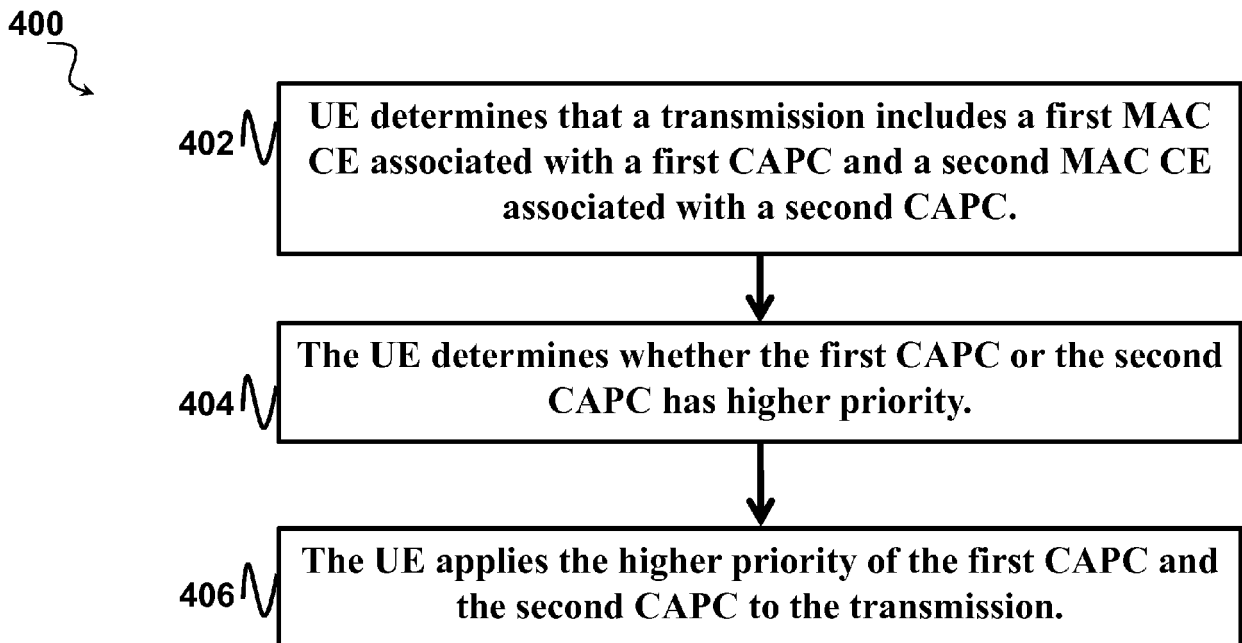 400
402
UE determines that a transmission includes a first MAC
CE associated with a first CAPC and a second MAC CE
associated with a second CAPC.
404
The UE determines whether the first CAPC or the second
CAPC has higher priority.
406
The UE applies the higher priority of the first CAPC and
the second CAPC to the transmission.